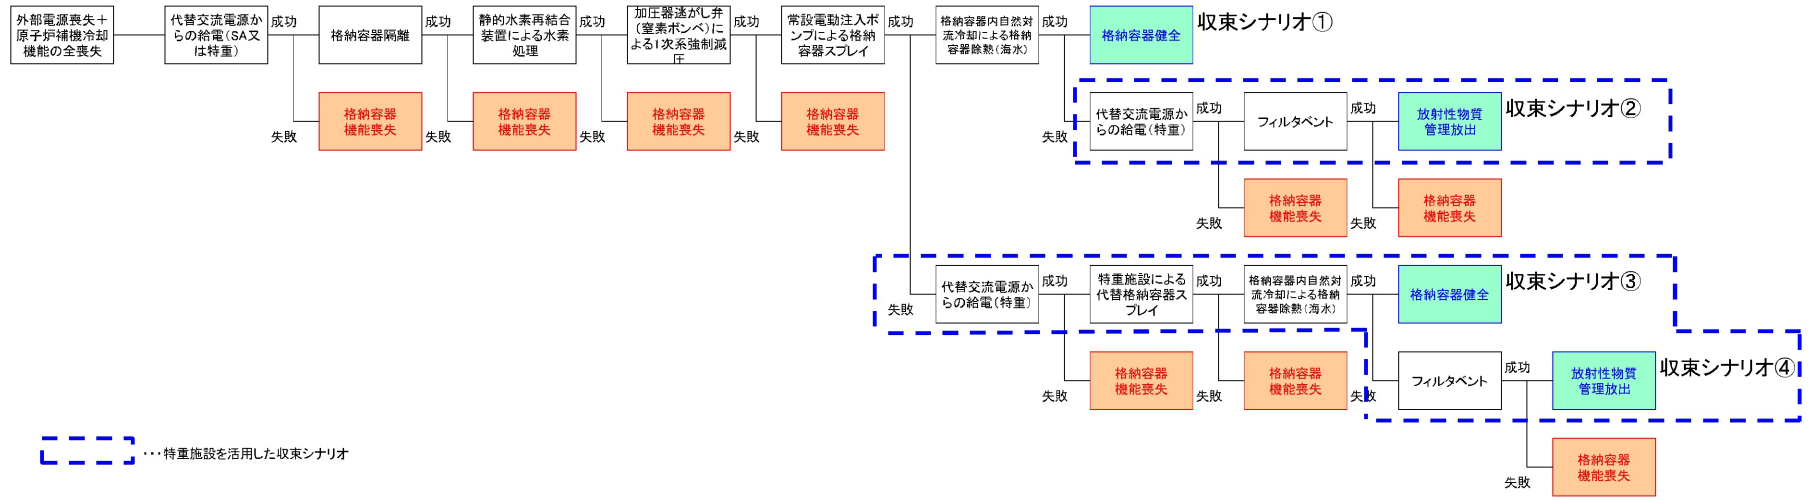 外部電源喪失＋
原子炉補機冷却
機能の全喪失
代替交流電源か
らの給電（SA又
は特重）
成功
格納容器隔離
成功
静的水素再結合
装置による水素
処理
成功
加圧器逃がし弁
（窒素ボンベ）に
よる1次系強制減
圧
成功
常設電動注入ポ
ンプによる格納
容器スプレイ
成功
格納容器内自然対
流冷却による格納
容器除熱（海水）
成功
格納容器健全
収束シナリオ①
失敗
格納容器
機能喪失
失敗
格納容器
機能喪失
失敗
格納容器
機能喪失
失敗
格納容器
機能喪失
失敗
代替交流電源か
らの給電（特重）
成功
フィルタベント
成功
放射性物質
管理放出
収束シナリオ②
失敗
格納容器
機能喪失
失敗
格納容器
機能喪失
失敗
代替交流電源か
らの給電（特重）
成功
特重施設による
代替格納容器ス
プレイ
成功
格納容器内自然対
流冷却による格納
容器除熱（海水）
成功
格納容器健全
収束シナリオ③
失敗
格納容器
機能喪失
失敗
格納容器
機能喪失
失敗
フィルタベント
成功
放射性物質
管理放出
収束シナリオ④
失敗
格納容器
機能喪失
･･･特重施設を活用した収束シナリオ